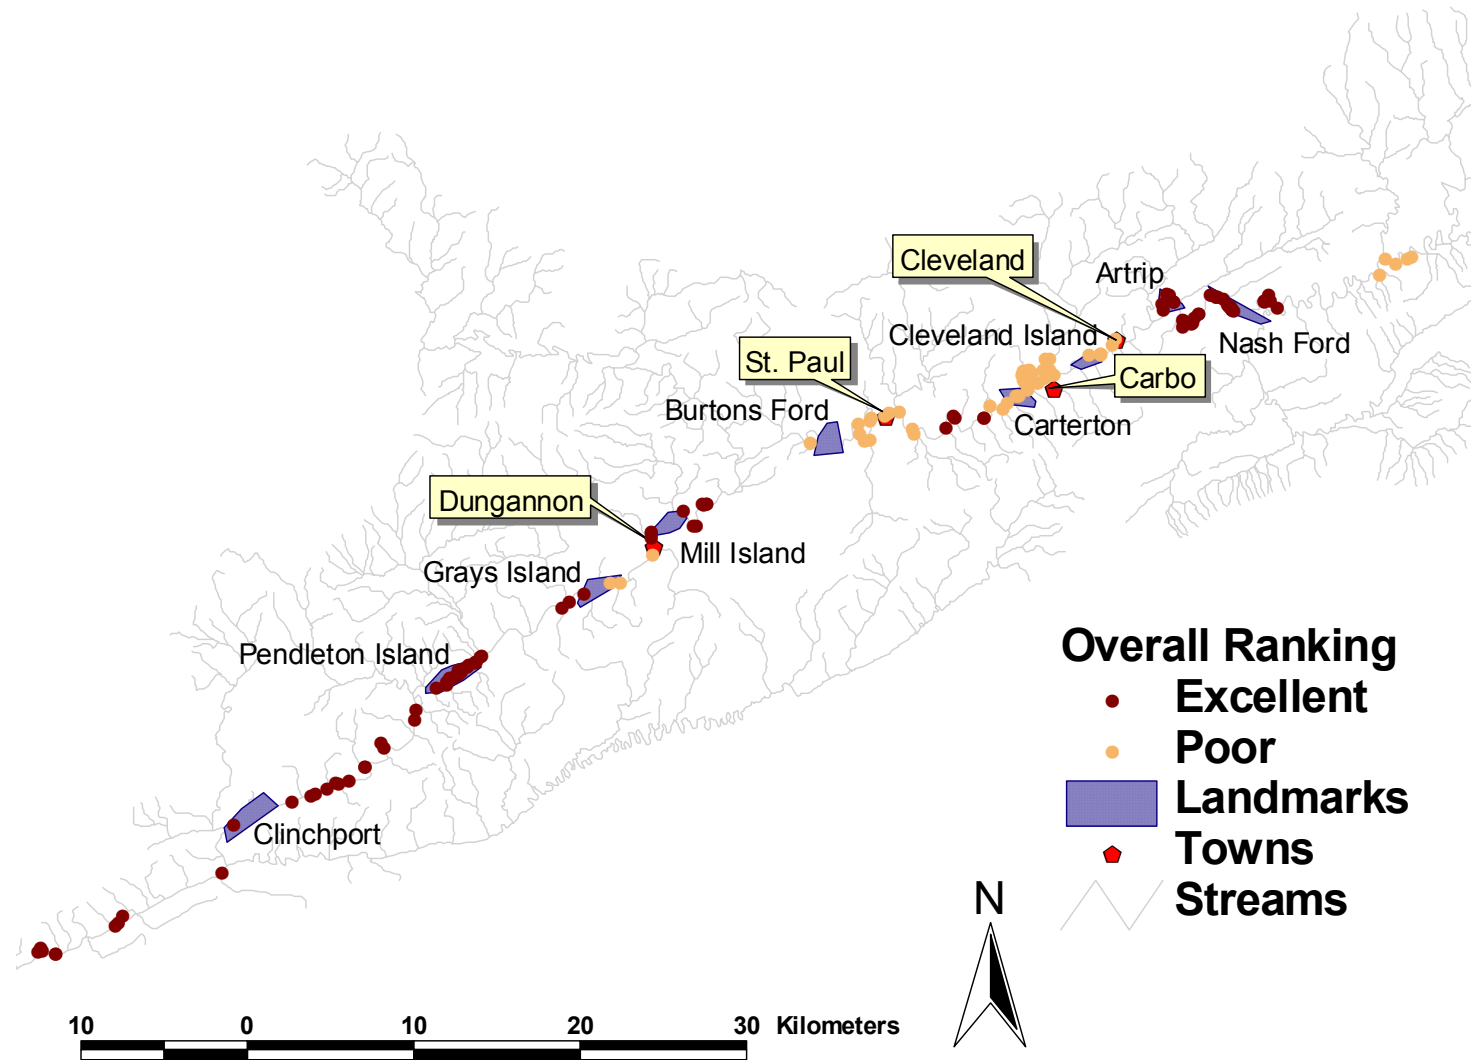 Cleveland
Artrip
Cleveland Island
Nash Ford
St. Paul
Carbo
Burtons Ford
Carterton
Dungannon
Mill Island
Grays Island
Pendleton Island
Clinchport
Overall Ranking
Excellent
Poor
Landmarks
Towns
Streams
N
10 0 10 20 30 Kilometers